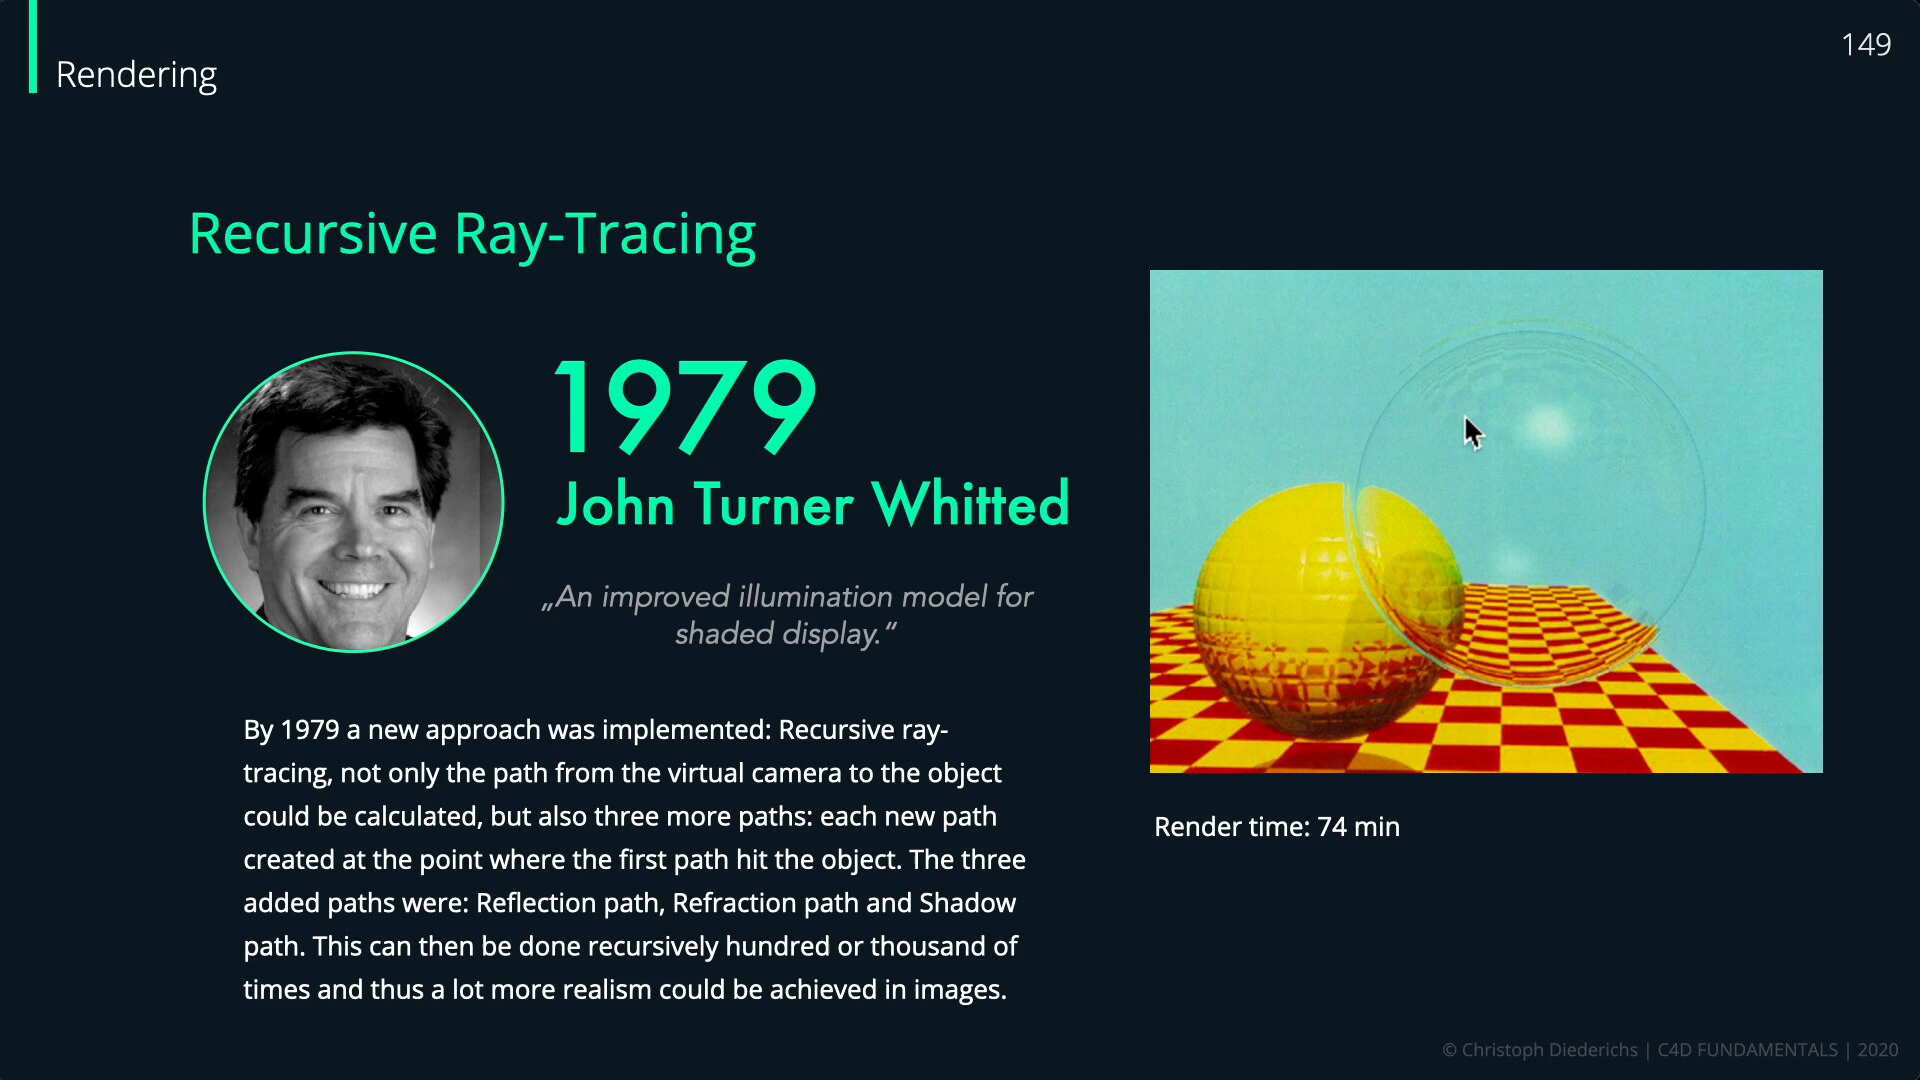 Rendering
149
Recursive Ray-Tracing
1979
John Turner Whitted
„An improved illumination model for
shaded display.“
By 1979 a new approach was implemented: Recursive ray-
tracing, not only the path from the virtual camera to the object
could be calculated, but also three more paths: each new path
created at the point where the first path hit the object. The three
added paths were: Reflection path, Refraction path and Shadow
path. This can then be done recursively hundred or thousand of
times and thus a lot more realism could be achieved in images.
Render time: 74 min
© Christoph Diederichs | C4D FUNDAMENTALS | 2020